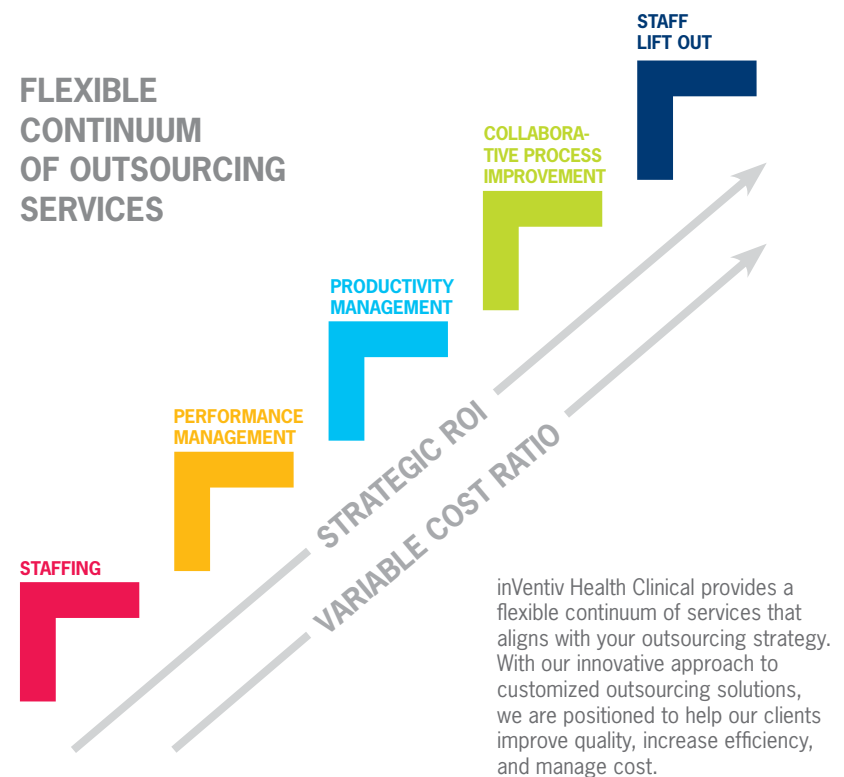 FLEXIBLE
CONTINUUM
OF OUTSOURCING
SERVICES
STAFF
LIFT OUT
COLLABORA-
TIVE PROCESS
IMPROVEMENT
PRODUCTIVITY
MANAGEMENT
PERFORMANCE
MANAGEMENT
STAFFING
STRATEGIC ROI
VARIABLE COST RATIO
inVentiv Health Clinical provides a
flexible continuum of services that
aligns with your outsourcing strategy.
With our innovative approach to
customized outsourcing solutions,
we are positioned to help our clients
improve quality, increase efficiency,
and manage cost.